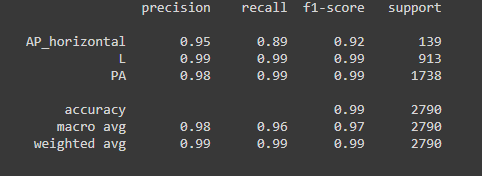 precision recall f1-score support
AP_horizontal 0.95 0.89 0.92 139
L 0.99 0.99 0.99 913
PA 0.98 0.99 0.99 1738
accuracy 0.99 2790
macro avg 0.98 0.96 0.97 2790
weighted avg 0.99 0.99 0.99 2790